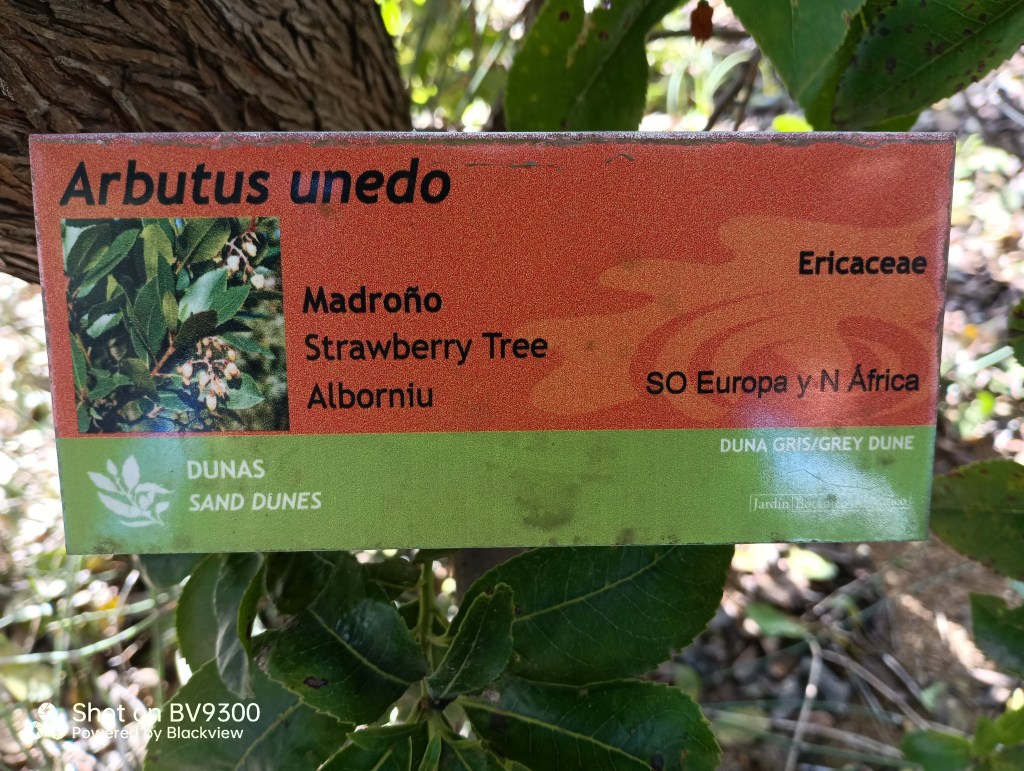 Arbutus unedo
Ericaceae
Madroño
Strawberry Tree
Alborniu
SO Europa y N África
DUNA GRIS/GREY DUNE
DUNAS
SAND DUNES
Jardín
Shot on BV9300
Powered by Blackview